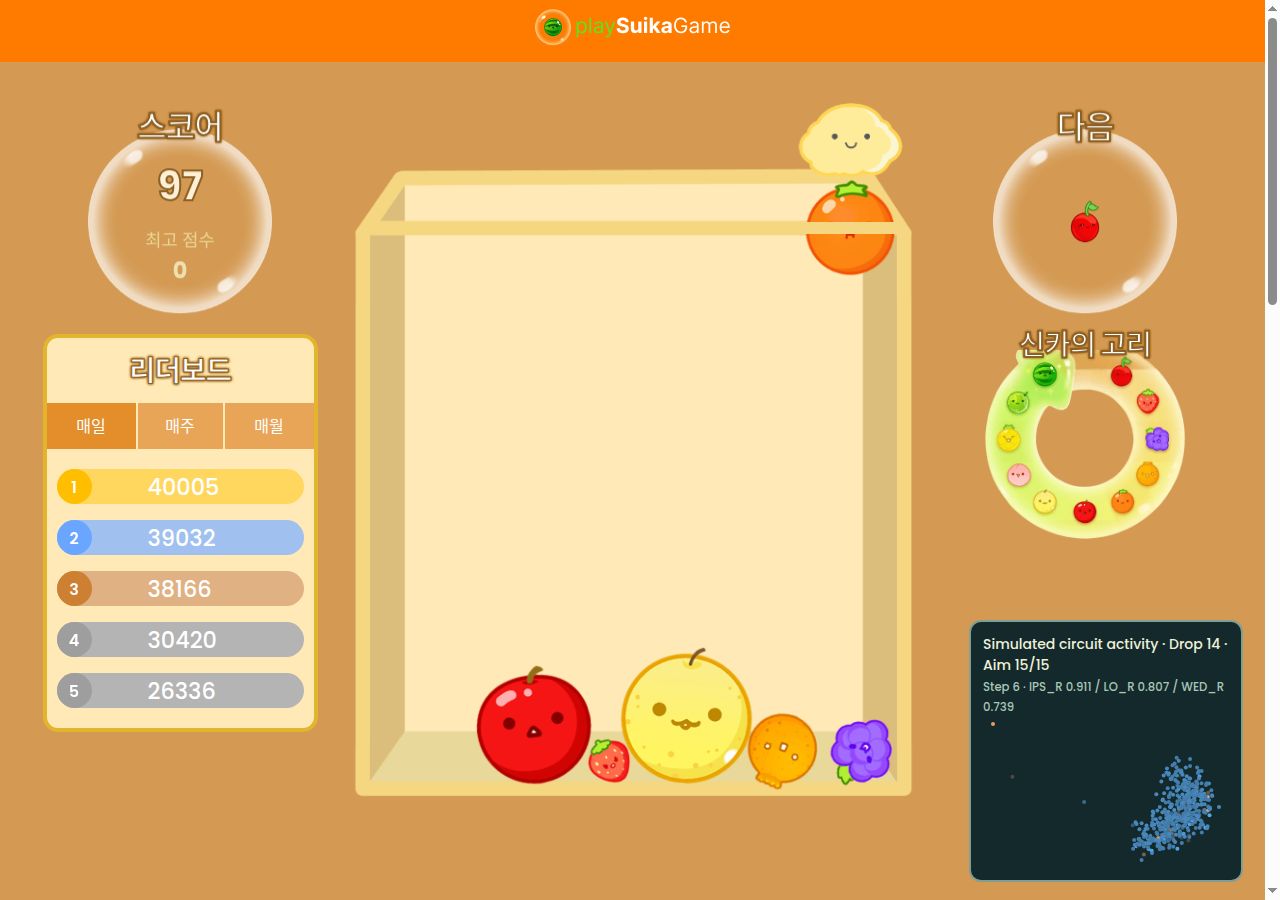 playSuikaGame
스코어
97
최고 점수
0
다음
신카의 고리
리더보드
매일 매주 매월
1 40005
2 39032
3 38166
4 30420
5 26336
Simulated circuit activity · Drop 14 ·
Aim 15/15
Step 6 · IPS_R 0.911 / LO_R 0.807 / WED_R
0.739